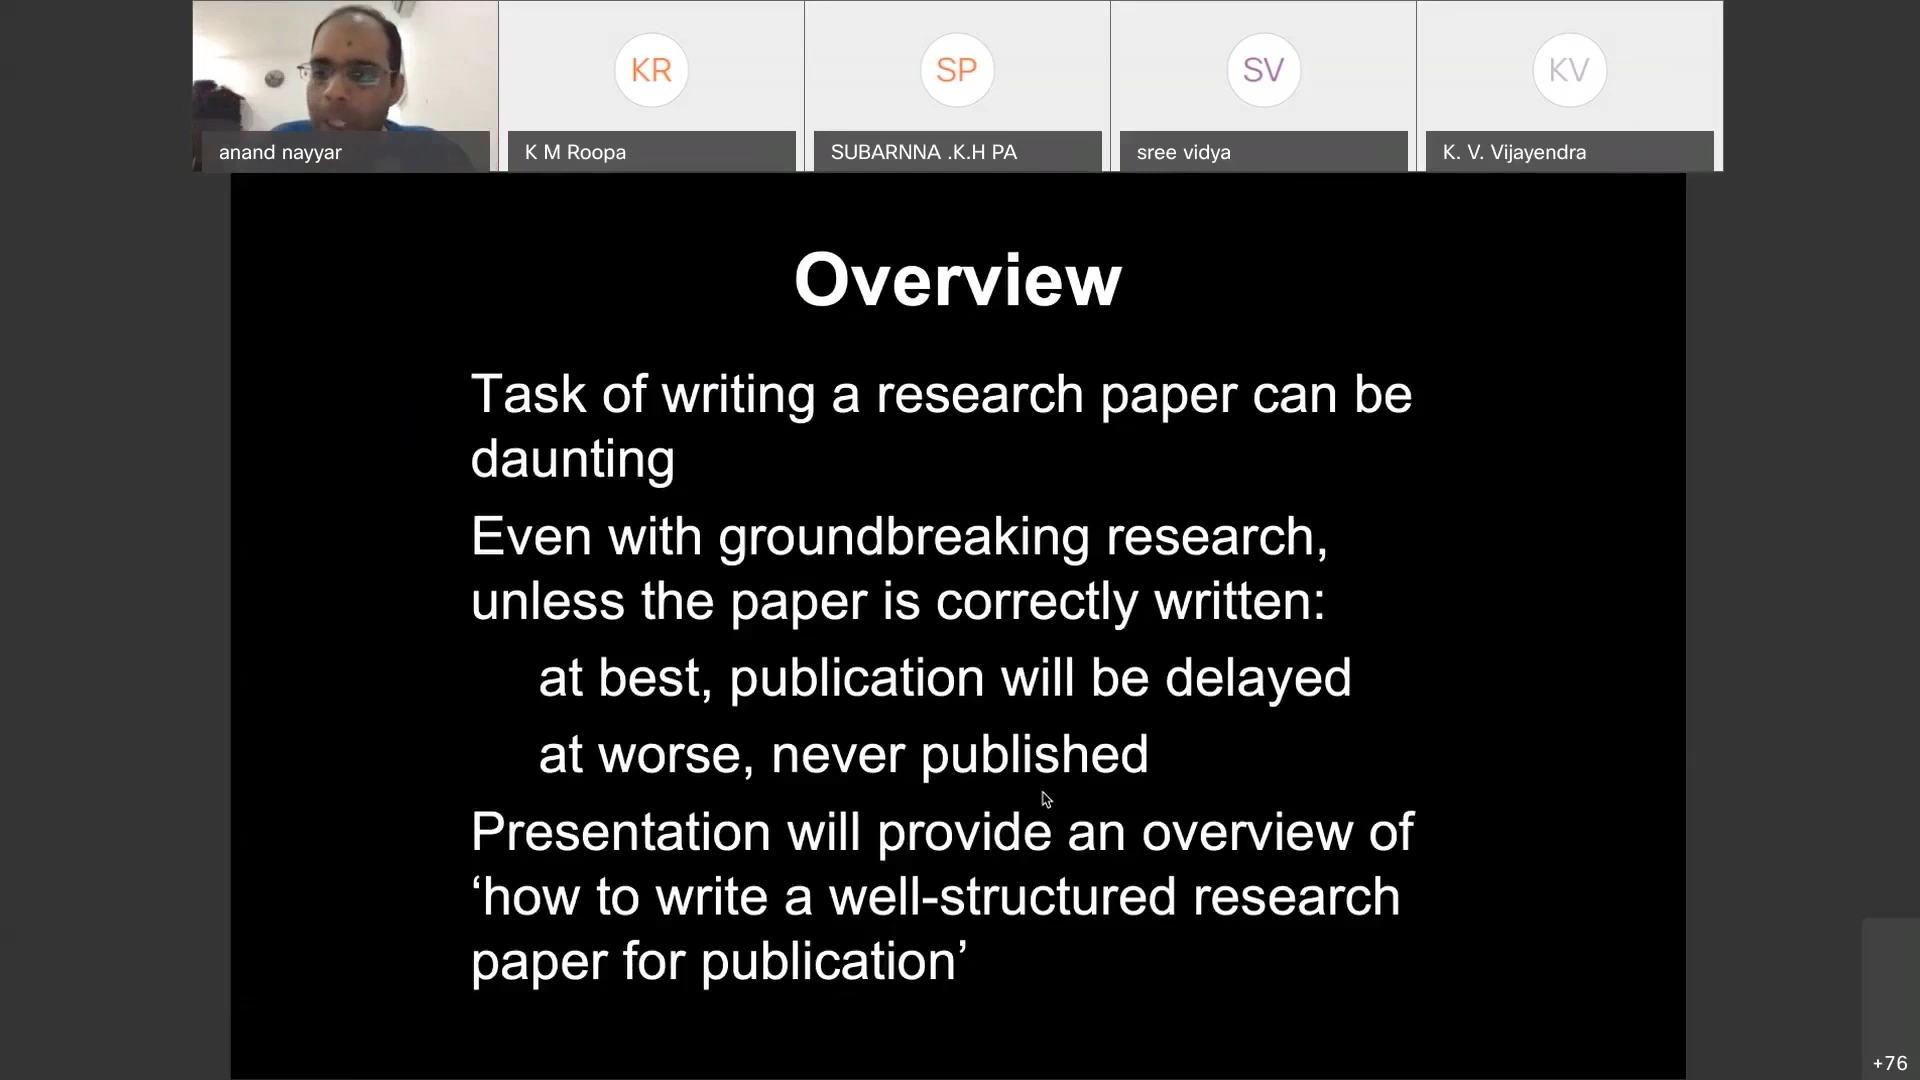 KR
SP
SV
KV
anand nayyar
K M Roopa
SUBARNNA .K.H PA
sree vidya
K. V. Vijayendra
Overview
Task of writing a research paper can be
daunting
Even with groundbreaking research,
unless the paper is correctly written:
at best, publication will be delayed
at worse, never published
Presentation will provide an overview of
‘how to write a well-structured research
paper for publication’
+76